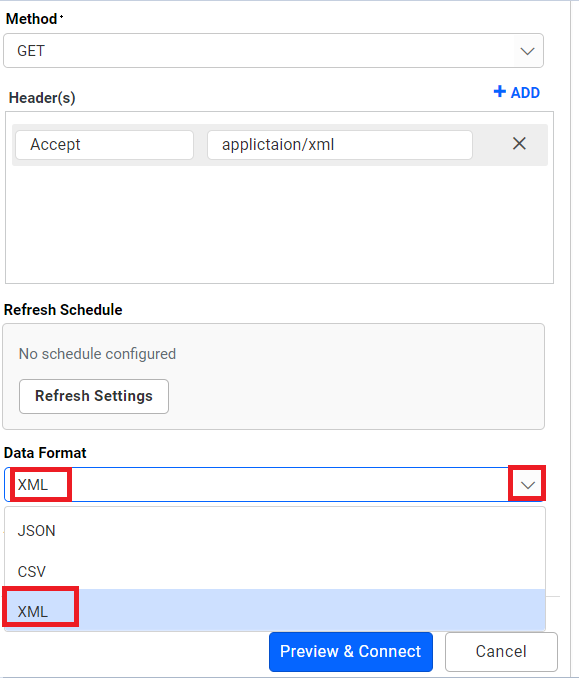 Method*
GET
Header(s)
+ ADD
Accept
applictaion/xml
Refresh Schedule
No schedule configured
Refresh Settings
Data Format
XML
JSON
CSV
XML
Preview & Connect
Cancel